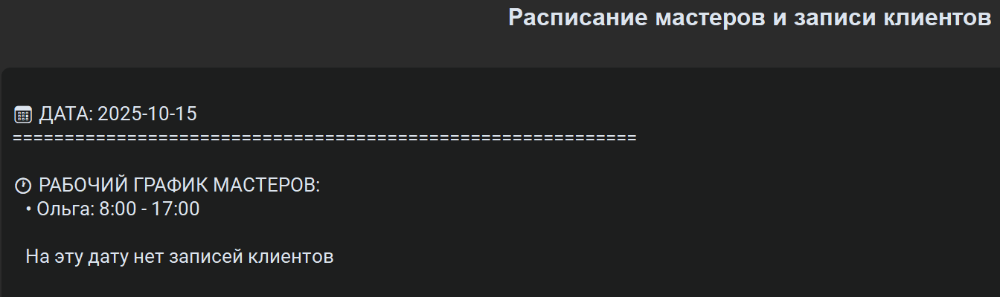 Расписание мастеров и записи клиентов
📅 ДАТА: 2025-10-15
============================================================
🕐 РАБОЧИЙ ГРАФИК МАСТЕРОВ:
• Ольга: 8:00 - 17:00
На эту дату нет записей клиентов